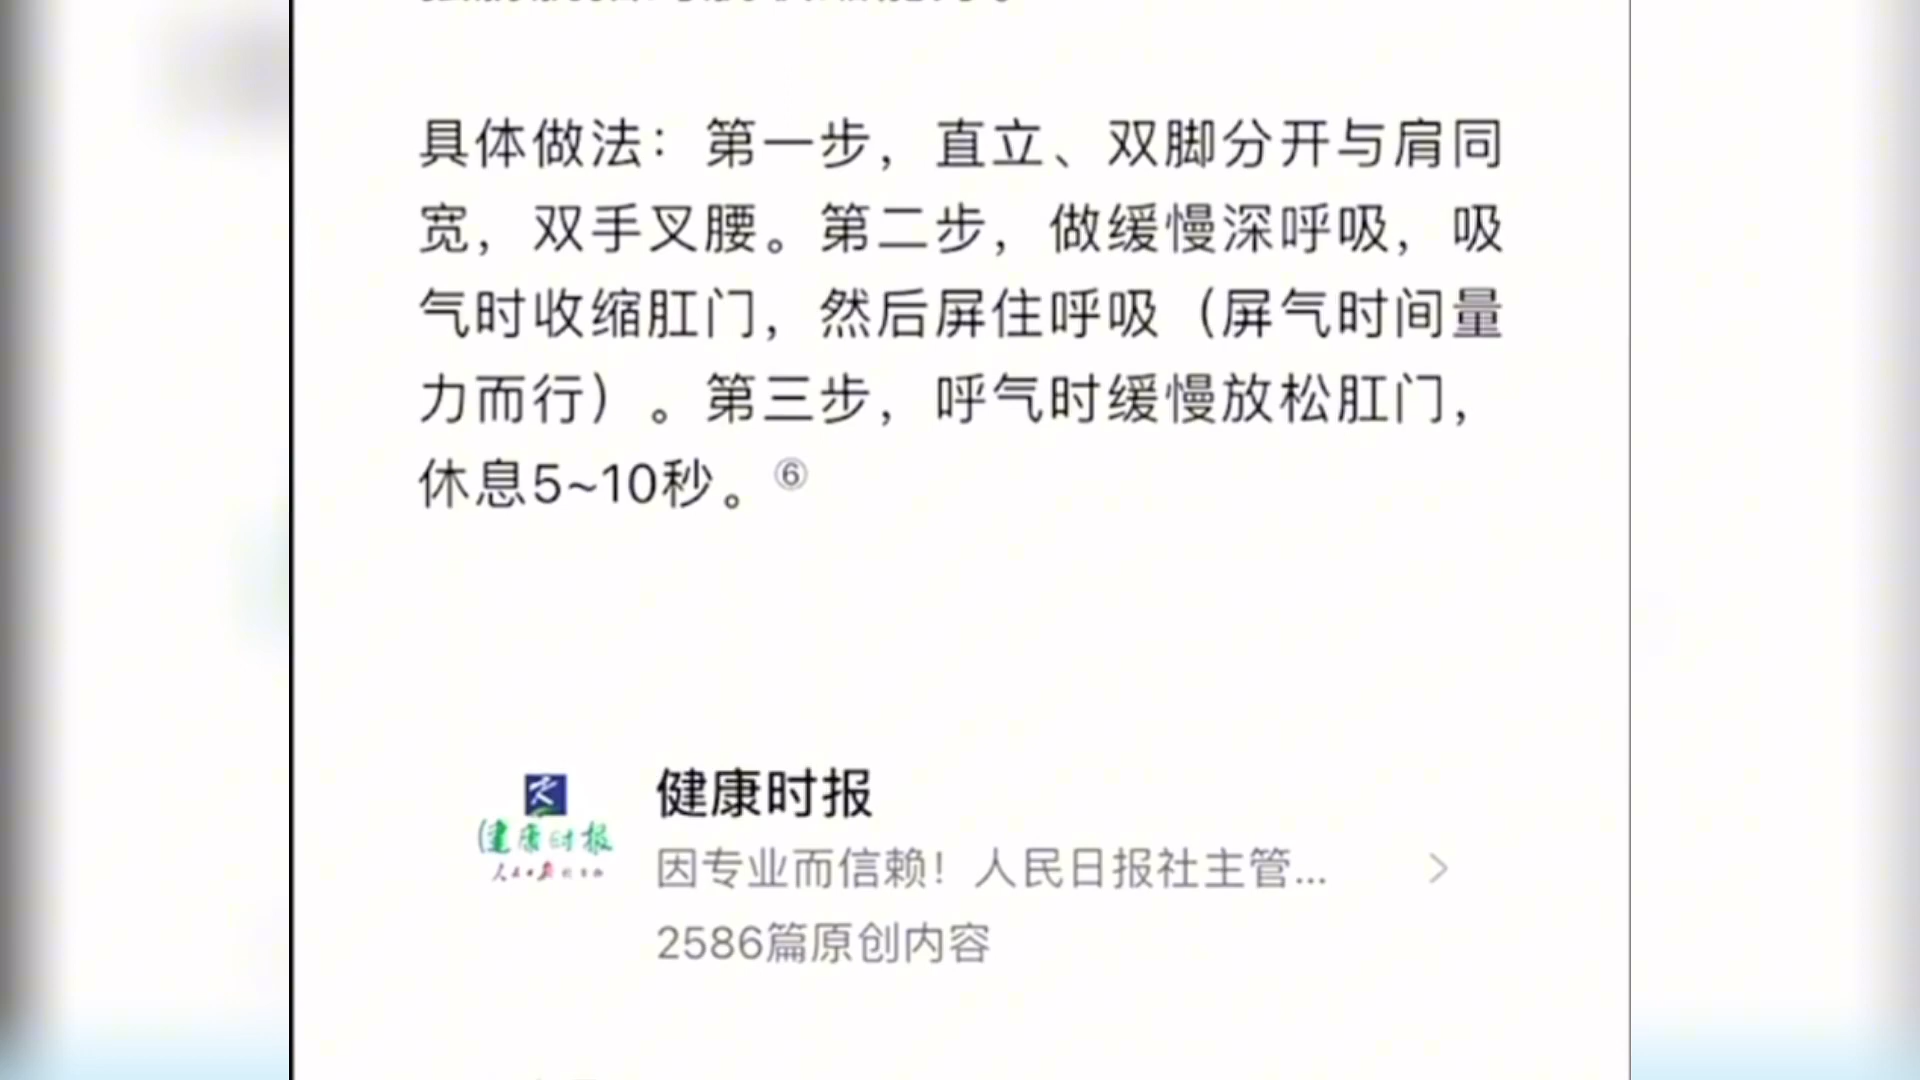 具体做法：第一步，直立、双脚分开与肩同
宽，双手叉腰。第二步，做缓慢深呼吸，吸
气时收缩肛门，然后屏住呼吸（屏气时间量
力而行）。第三步，呼气时缓慢放松肛门，
休息5~10秒。⑥
健康时报
健康时报
因专业而信赖！人民日报社主管...
2586篇原创内容